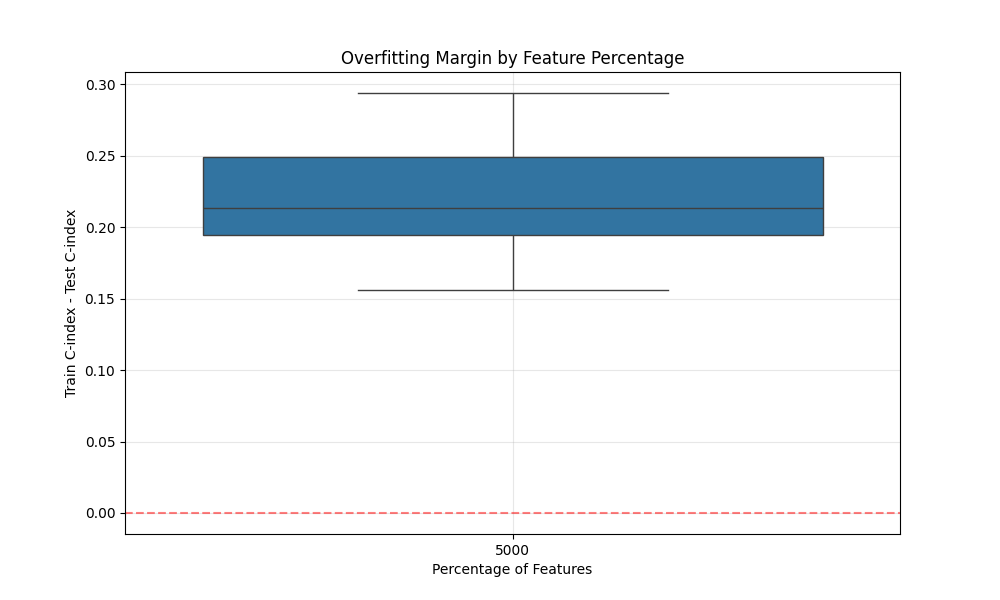 Overfitting Margin by Feature Percentage
Train C-index - Test C-index
0.30
0.25
0.20
0.15
0.10
0.05
0.00
5000
Percentage of Features